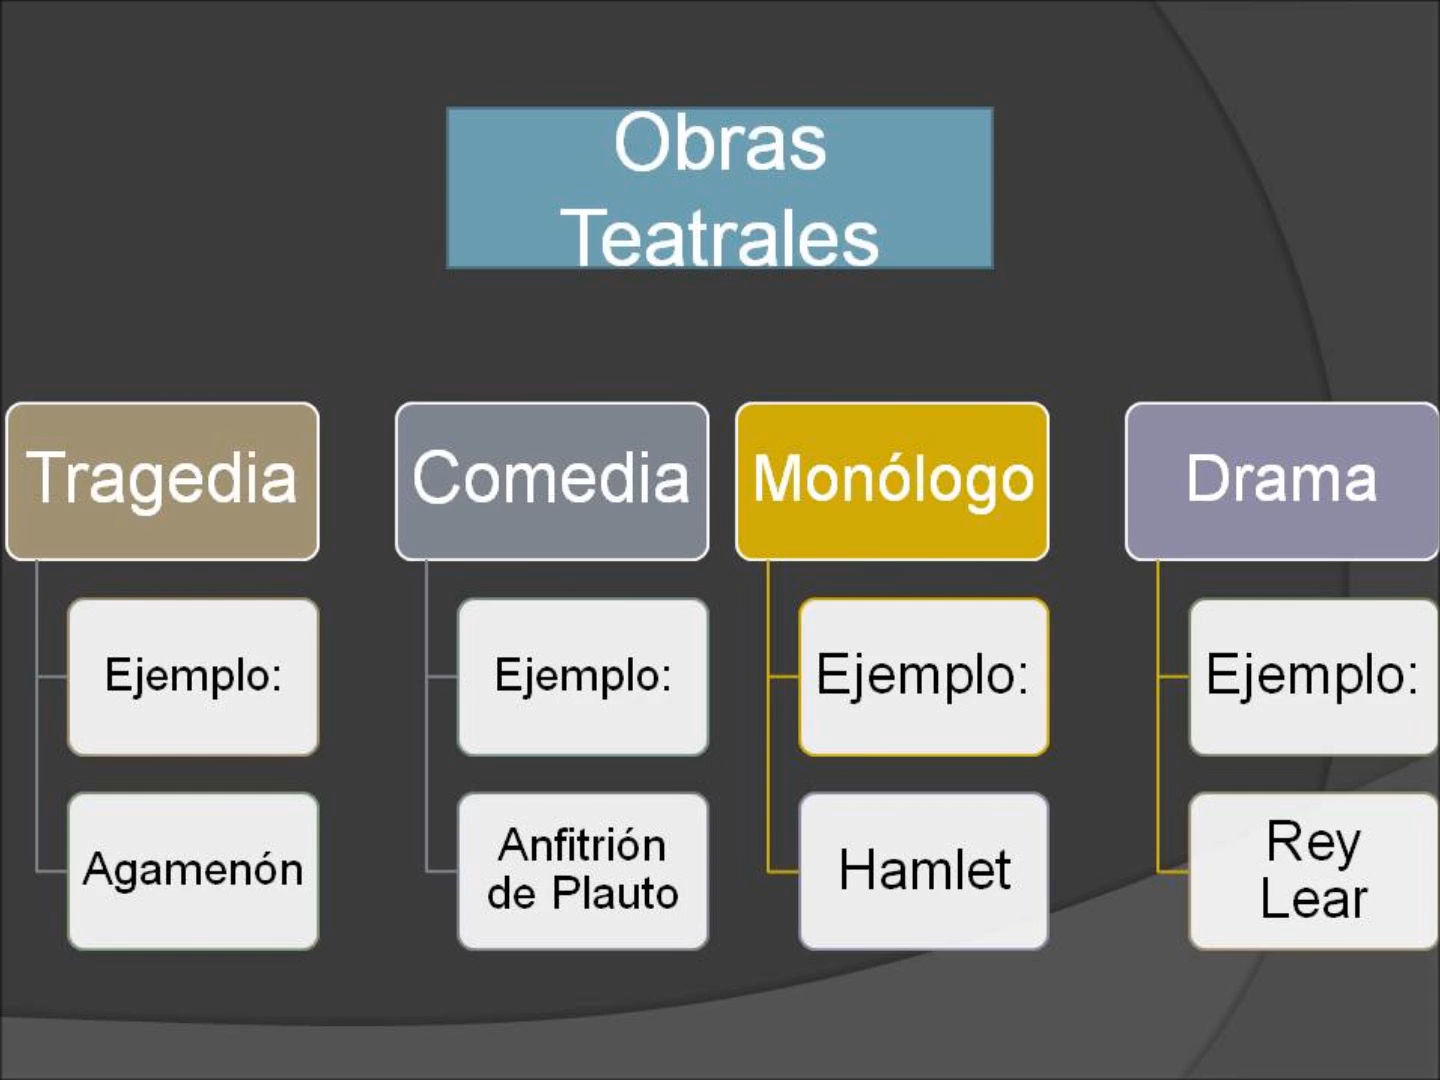 Obras
Teatrales
Tragedia
Ejemplo:
Agamenón
Comedia
Ejemplo:
Anfitrión
de Plauto
Monólogo
Ejemplo:
Hamlet
Drama
Ejemplo:
Rey
Lear